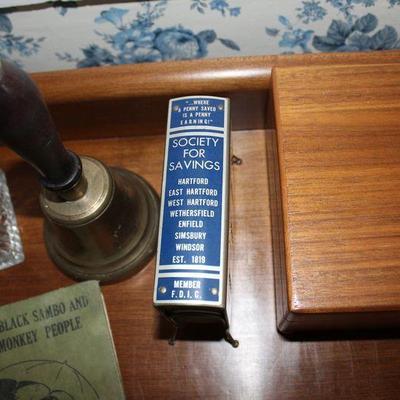 "...WHERE
A PENNY SAVED
IS A PENNY
EARNING!"
SOCIETY
FOR
SAVINGS
HARTFORD
EAST HARTFORD
WEST HARTFORD
WETHERSFIELD
ENFIELD
SIMSBURY
WINDSOR
EST. 1819
MEMBER
F.D.I.C.
BLACK SAMBO AND
MONKEY PEOPLE